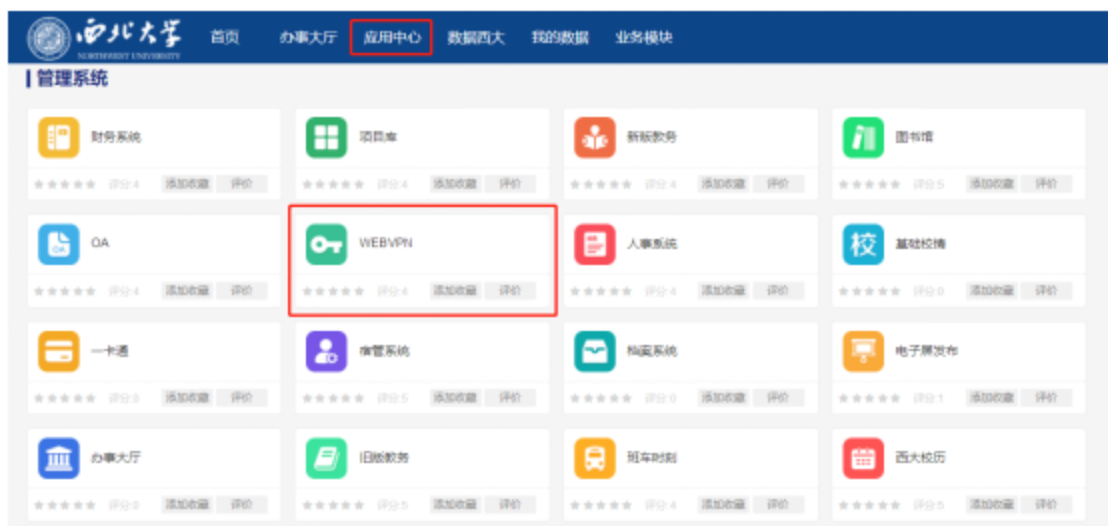 西北大学 首页 办事大厅 应用中心 数据西大 我的数据 业务模块
NORTHWEST UNIVERSITY
管理系统
财务系统 项目库 新版教务 图书馆
评分:4 添加收藏 评价 评分:4 添加收藏 评价 评分:4 添加收藏 评价 评分:5 添加收藏 评价
OA OA WEBVPN 人事系统 校 基础校情
评分:4 添加收藏 评价 评分:4 添加收藏 评价 评分:4 添加收藏 评价 评分:0 添加收藏 评价
一卡通 宿管系统 档案系统 电子屏发布
评分:3 添加收藏 评价 评分:5 添加收藏 评价 评分:0 添加收藏 评价 评分:1 添加收藏 评价
办事大厅 旧版教务 班车时刻 西大校历
评分:3 添加收藏 评价 评分:5 添加收藏 评价 评分:4 添加收藏 评价 评分:5 添加收藏 评价